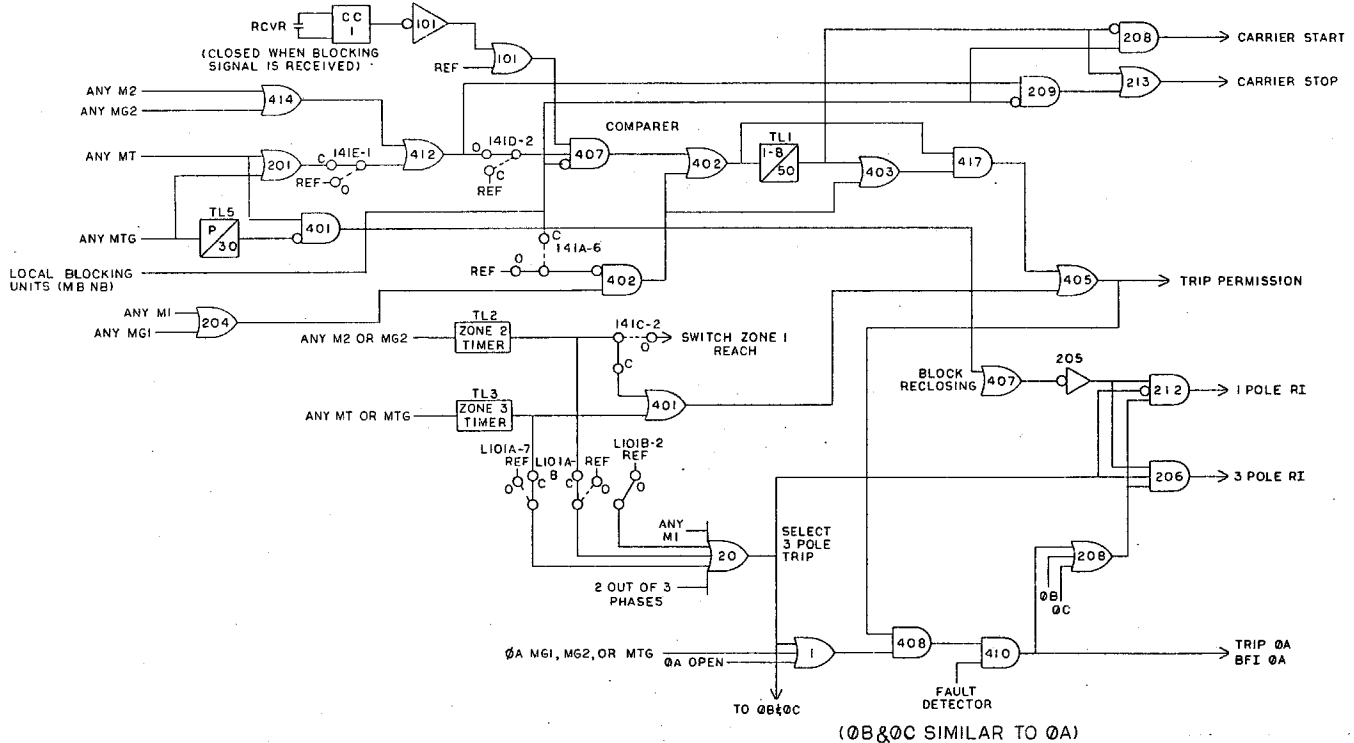 RCVR
CC
1
101
(CLOSED WHEN BLOCKING
SIGNAL IS RECEIVED)
REF
101
208
CARRIER START
213
CARRIER STOP
209
ANY M2
ANY MG2
414
COMPARER
ANY MT
201
C
141E-1
REF
O
412
O
141D-2
C
REF
407
402
TL1
1-8
50
403
417
TL5
P
30
401
ANY MTG
C
141A-6
REF
O
402
LOCAL BLOCKING
UNITS (MB NB)
405
TRIP PERMISSION
ANY M1
ANY MG1
204
TL2
ANY M2 OR MG2
ZONE 2
TIMER
141C-2
O
C
SWITCH ZONE 1
REACH
TL3
ANY MT OR MTG
ZONE 3
TIMER
401
BLOCK
RECLOSING
407
205
212
1 POLE RI
L101A-7
REF
O
C
L101A-
8
C
REF
O
L101B-2
REF
O
206
3 POLE RI
ANY
M1
20
SELECT
3 POLE
TRIP
2 OUT OF 3
PHASES
208
ØB
ØC
ØA MG1, MG2, OR MTG
ØA OPEN
1
408
410
TRIP ØA
BFI ØA
FAULT
DETECTOR
TO ØB&ØC
(ØB&ØC SIMILAR TO ØA)